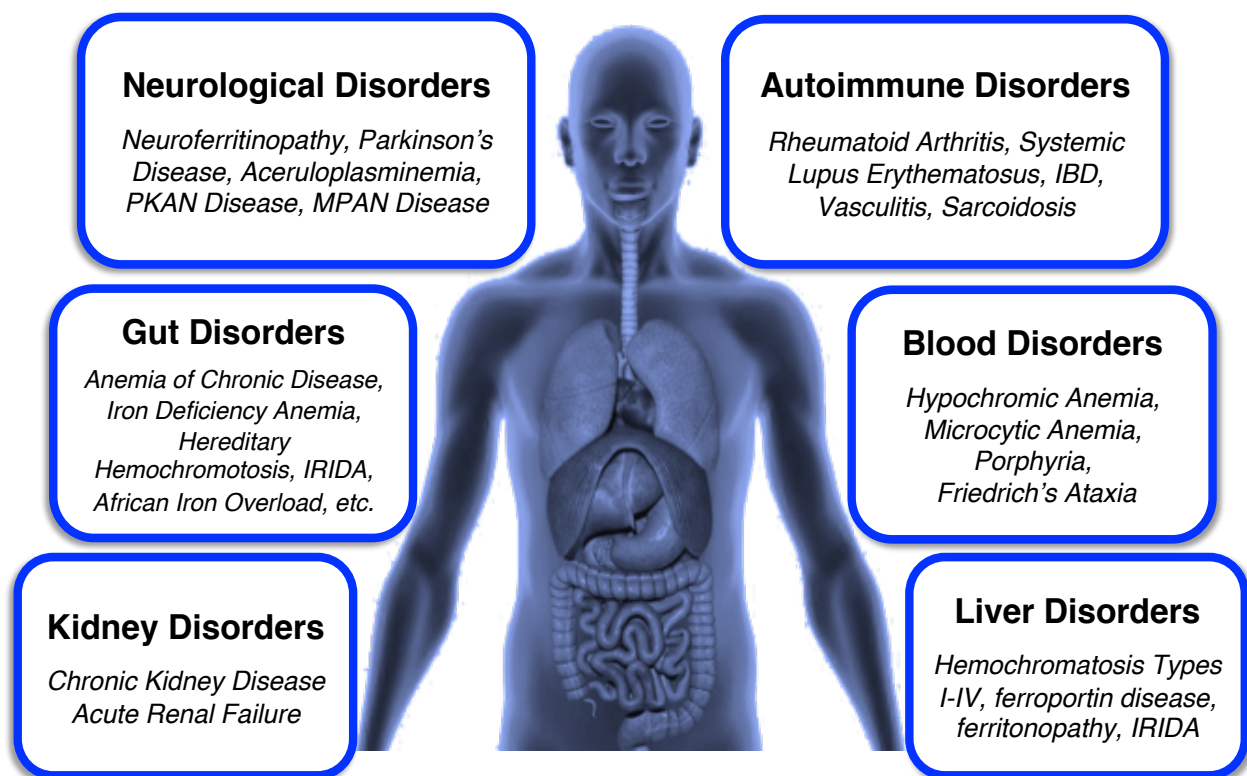 Neurological Disorders
Neuroferritinopathy, Parkinson's
Disease, Aceruloplasminemia,
PKAN Disease, MPAN Disease
Autoimmune Disorders
Rheumatoid Arthritis, Systemic
Lupus Erythematosus, IBD,
Vasculitis, Sarcoidosis
Gut Disorders
Anemia of Chronic Disease,
Iron Deficiency Anemia,
Hereditary
Hemochromotosis, IRIDA,
African Iron Overload, etc.
Blood Disorders
Hypochromic Anemia,
Microcytic Anemia,
Porphyria,
Friedrich's Ataxia
Kidney Disorders
Chronic Kidney Disease
Acute Renal Failure
Liver Disorders
Hemochromatosis Types
I-IV, ferroportin disease,
ferritonopathy, IRIDA